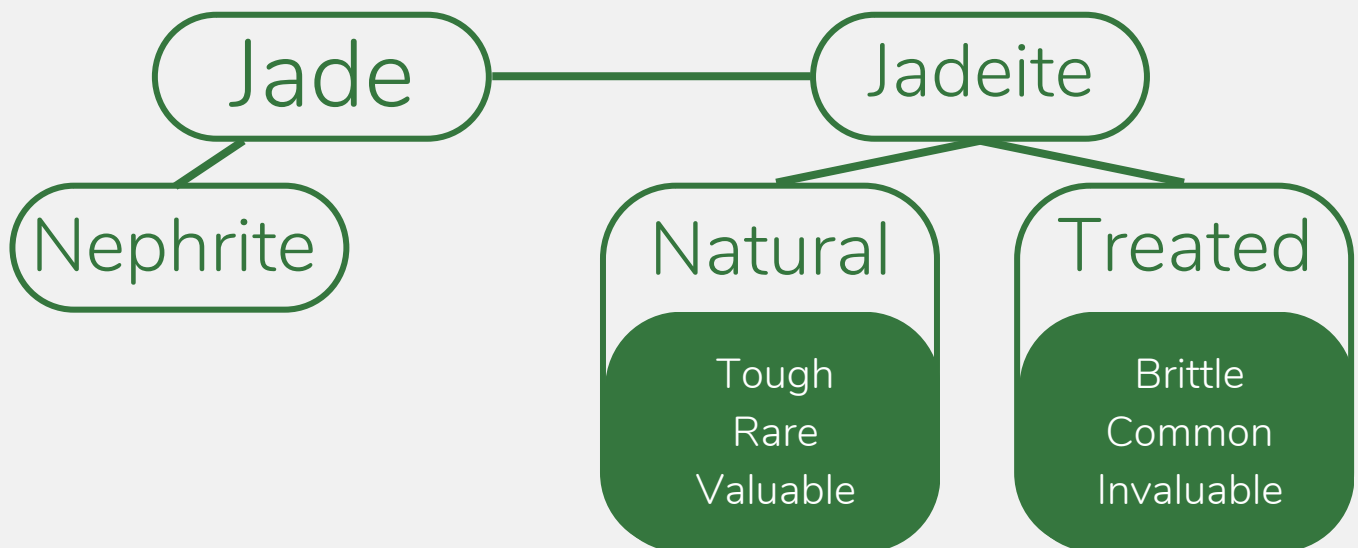 Jade
Jadeite
Nephrite
Natural
Tough
Rare
Valuable
Treated
Brittle
Common
Invaluable